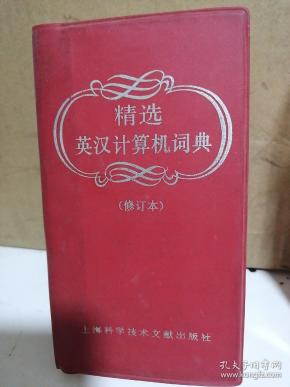 精选
英汉计算机词典
(修订本)
上海科学技术文献出版社
孔夫子旧书网